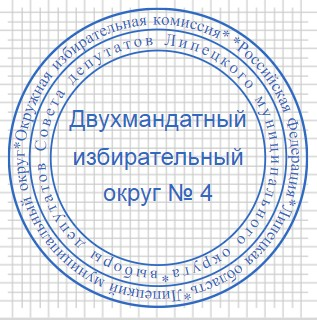 *Окружная избирательная комиссия*
*Российская Федерация*Липецкая область*Липецкий муниципальный округ
*выборы депутатов Совета депутатов Липецкого муниципального округа
Двухмандатный
избирательный
округ № 4